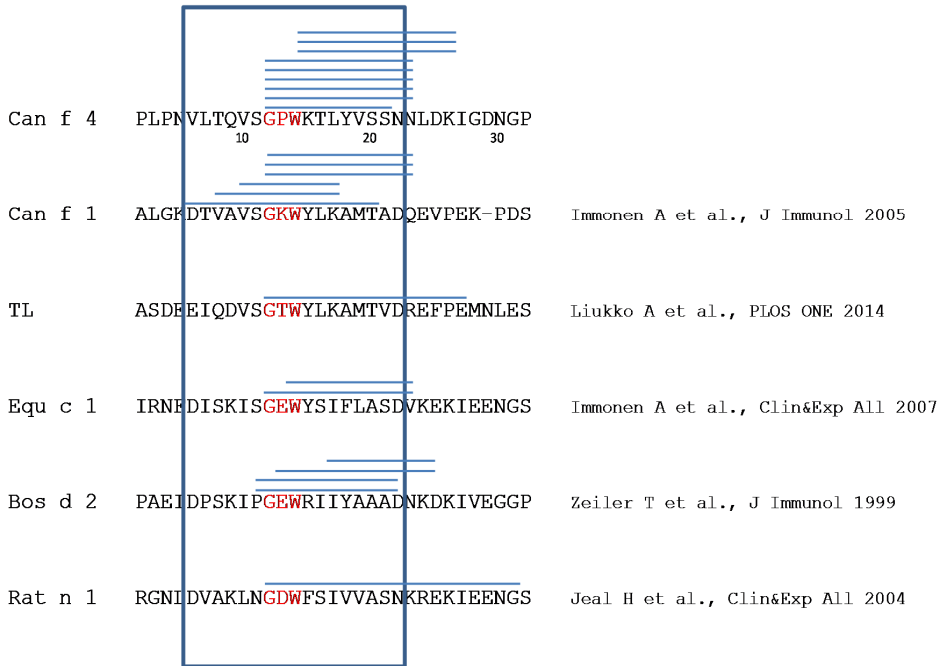 Can f 4 PLPNVLTQVSGPWKTLYVSSNNLDKIGDNGP
10 20 30
Can f 1 ALGKDTVAVSGKWYLKAMTADQEVPEK-PDS Immonen A et al., J Immunol 2005
TL ASDEEIQDVSGTWYLKAMTVDREFPEMNLES Liukko A et al., PLOS ONE 2014
Equ c 1 IRNEDISKISGEWYSIFLASDVKEKIEENGS Immonen A et al., Clin&Exp All 2007
Bos d 2 PAEIDPSKIPGEWRIIYAAADNKDKIVEGGP Zeiler T et al., J Immunol 1999
Rat n 1 RGNLDVAKLNGDWFSIVVASNKREKIEENGS Jeal H et al., Clin&Exp All 2004